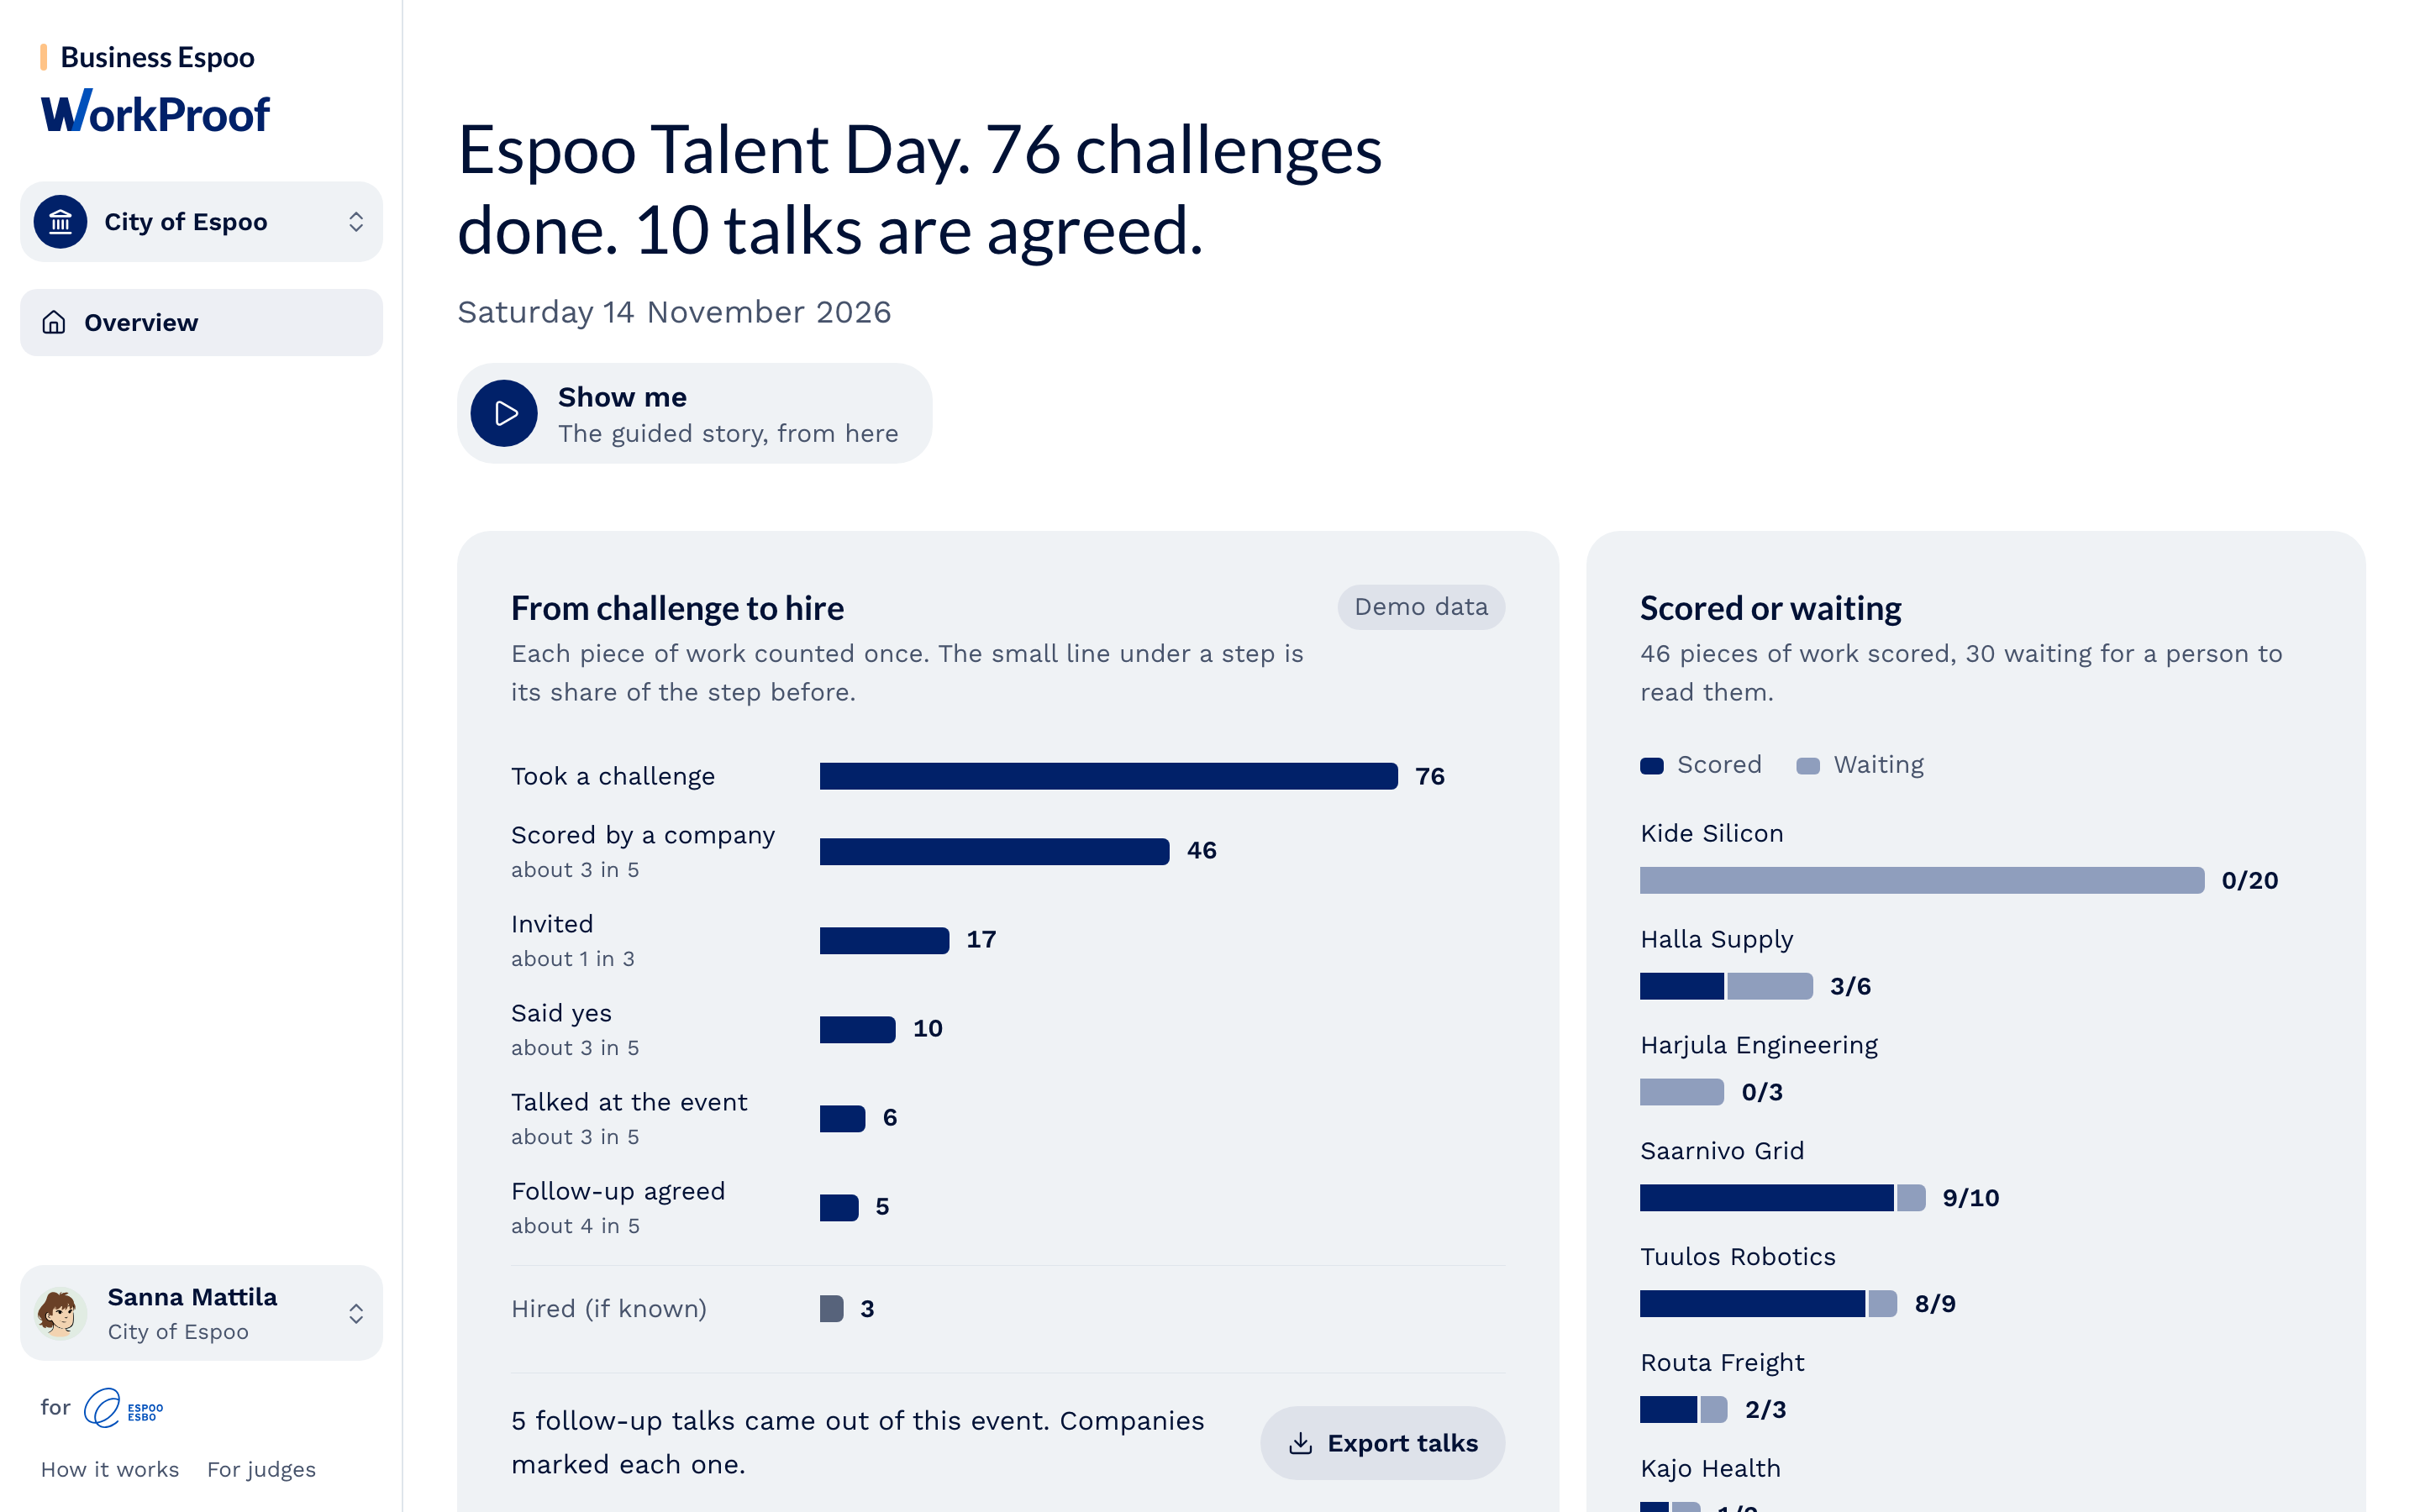 Business Espoo
WorkProof
City of Espoo
Overview
Sanna Mattila
City of Espoo
for ESPOO
ESBO
How it works For judges
Espoo Talent Day. 76 challenges
done. 10 talks are agreed.
Saturday 14 November 2026
Show me
The guided story, from here
From challenge to hire
Demo data
Each piece of work counted once. The small line under a step is
its share of the step before.
Took a challenge 76
Scored by a company 46
about 3 in 5
Invited 17
about 1 in 3
Said yes 10
about 3 in 5
Talked at the event 6
about 3 in 5
Follow-up agreed 5
about 4 in 5
Hired (if known) 3
5 follow-up talks came out of this event. Companies
marked each one.
Export talks
Scored or waiting
46 pieces of work scored, 30 waiting for a person to
read them.
Scored Waiting
Kide Silicon
0/20
Halla Supply
3/6
Harjula Engineering
0/3
Saarnivo Grid
9/10
Tuulos Robotics
8/9
Routa Freight
2/3
Kajo Health